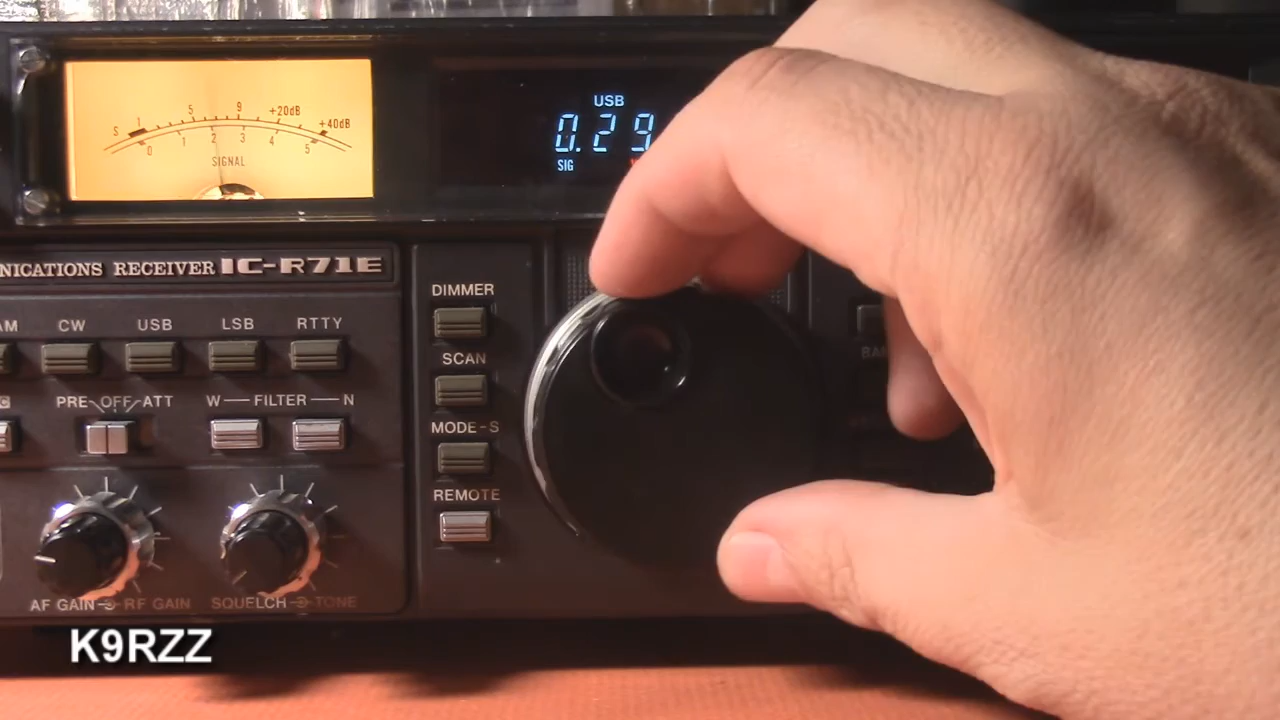 S 1 5 9 +20dB +40dB
0 1 2 3 4 5
SIGNAL
USB
0.29
SIG
NICATIONS RECEIVER IC-R71E
DIMMER
AM CW USB LSB RTTY
SCAN
PRE OFF ATT
W FILTER N
MODE-S
REMOTE
AF GAIN RF GAIN
SQUELCH TONE
K9RZZ